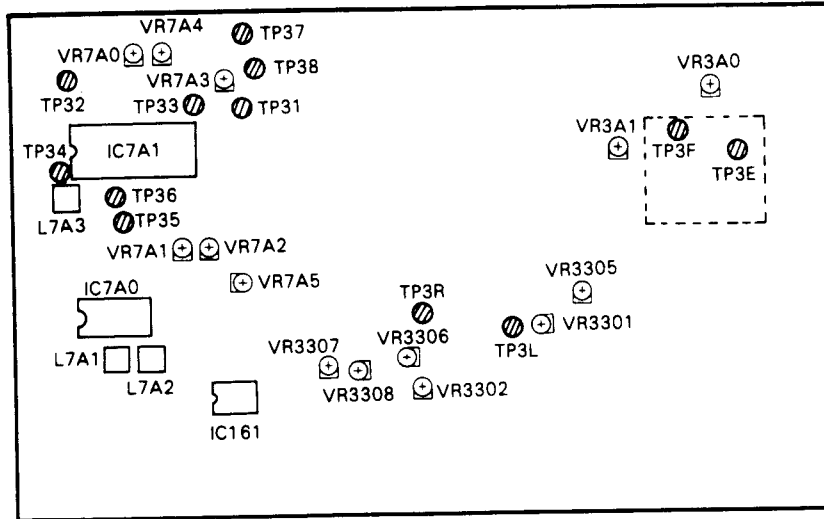 VR7A4
TP37
VR7A0
TP38
VR7A3
VR3A0
TP32
TP33
TP31
VR3A1
TP3F
TP34
IC7A1
TP3E
TP36
L7A3
TP35
VR7A1
VR7A2
VR7A5
IC7A0
TP3R
VR3305
VR3301
TP3L
VR3306
L7A1
VR3307
L7A2
VR3308
VR3302
IC161